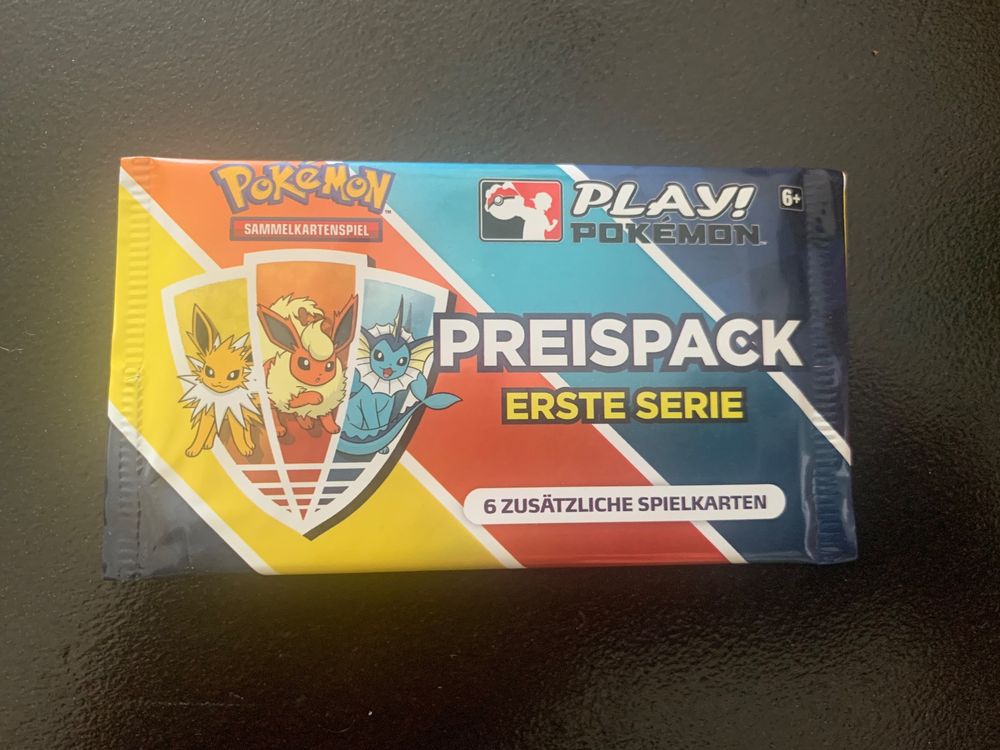 POKéMON
SAMMELKARTENSPIEL
PLAY!
POKÉMON
6+
PREISPACK
ERSTE SERIE
6 ZUSÄTZLICHE SPIELKARTEN